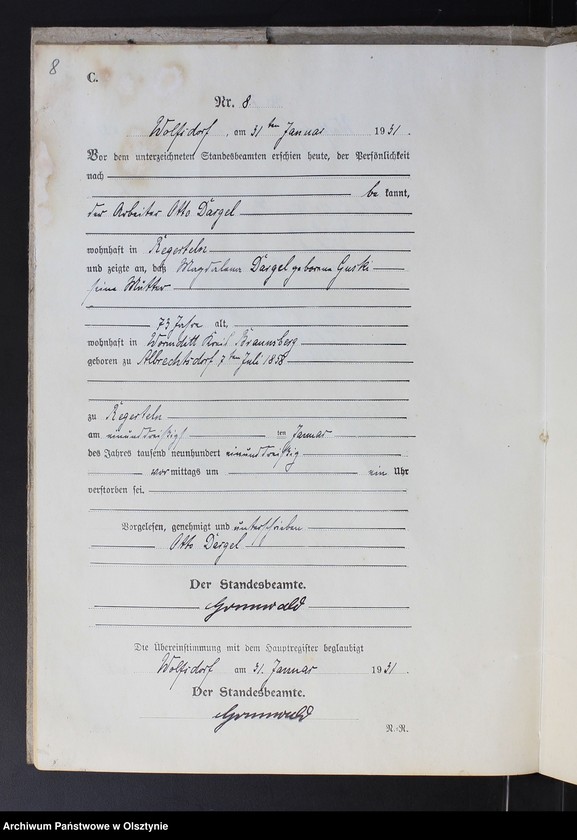 8
C.
Nr. 8
Wolfsdorf, am 31ten Januar 1931.
Vor dem unterzeichneten Standesbeamten erschien heute, der Persönlichkeit
nach
be kannt,
der Arbeiter Otto Dargel
wohnhaft in Regerteln
und zeigte an, daß Magdalena Dargel geborene Guski
seine Mutter
73 Jahre alt,
wohnhaft in Wormditt Kreis Braunsberg
geboren zu Albrechtsdorf 7ten Juli 1858
zu Regerteln
am einunddreißigsten Januar
des Jahres tausend neunhundert einunddreißig
vormittags um ein Uhr
verstorben sei.
Vorgelesen, genehmigt und unterschrieben
Otto Dargel
Der Standesbeamte.
Grunwald
Die Übereinstimmung mit dem Hauptregister beglaubigt
Wolfsdorf am 31. Januar 1931.
Der Standesbeamte.
Grunwald
R.-R.
Archiwum Państwowe w Olsztynie